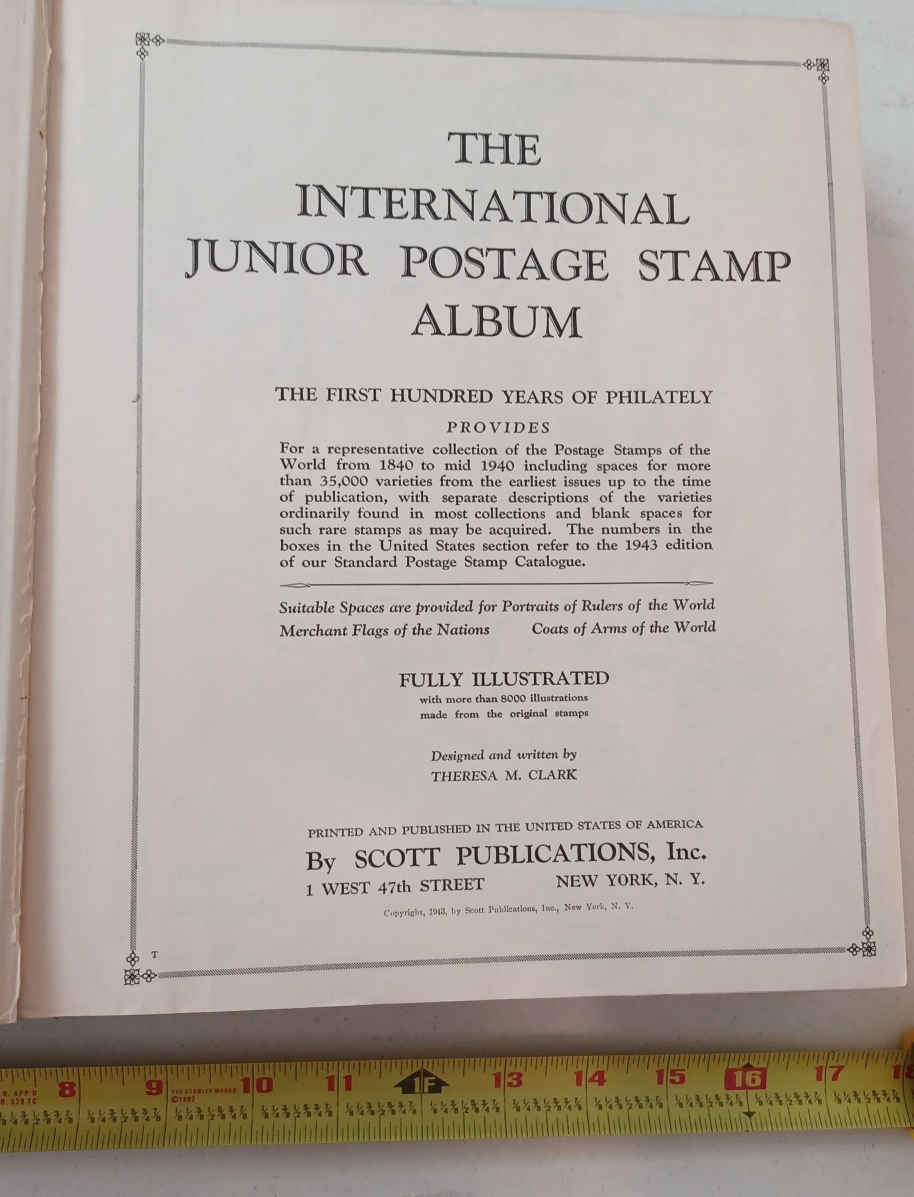 THE
INTERNATIONAL
JUNIOR POSTAGE STAMP
ALBUM
THE FIRST HUNDRED YEARS OF PHILATELY
PROVIDES
For a representative collection of the Postage Stamps of the
World from 1840 to mid 1940 including spaces for more
than 35,000 varieties from the earliest issues up to the time
of publication, with separate descriptions of the varieties
ordinarily found in most collections and blank spaces for
such rare stamps as may be acquired. The numbers in the
boxes in the United States section refer to the 1943 edition
of our Standard Postage Stamp Catalogue.
Suitable Spaces are provided for Portraits of Rulers of the World
Merchant Flags of the Nations Coats of Arms of the World
FULLY ILLUSTRATED
with more than 8000 illustrations
made from the original stamps
Designed and written by
THERESA M. CLARK
PRINTED AND PUBLISHED IN THE UNITED STATES OF AMERICA
By SCOTT PUBLICATIONS, Inc.
1 WEST 47th STREET NEW YORK, N. Y.
Copyright, 1943, by Scott Publications, Inc., New York, N. Y.
T
8 9 THE STANLEY WORKS 10 11 1F 13 14 15 16 17